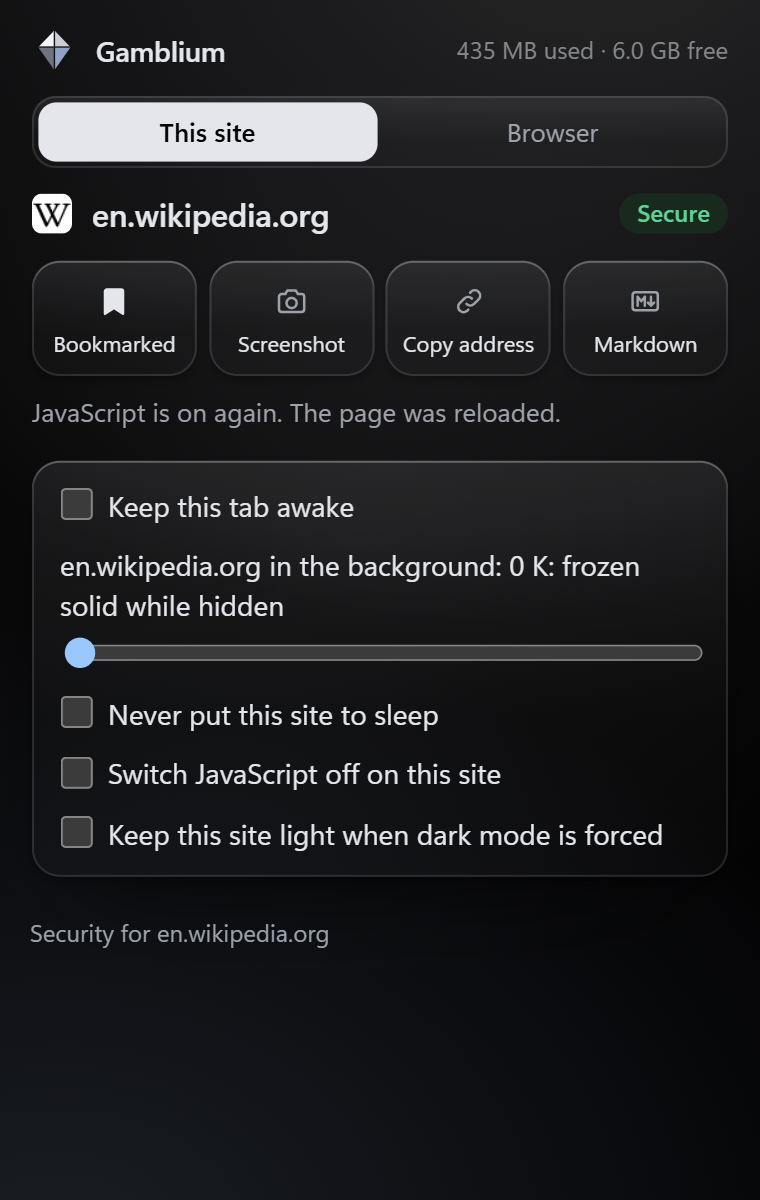 Gamblium
435 MB used · 6.0 GB free
This site
Browser
W
en.wikipedia.org
Secure
Bookmarked
Screenshot
Copy address
M
Markdown
JavaScript is on again. The page was reloaded.
Keep this tab awake
en.wikipedia.org in the background: 0 K: frozen
solid while hidden
Never put this site to sleep
Switch JavaScript off on this site
Keep this site light when dark mode is forced
Security for en.wikipedia.org